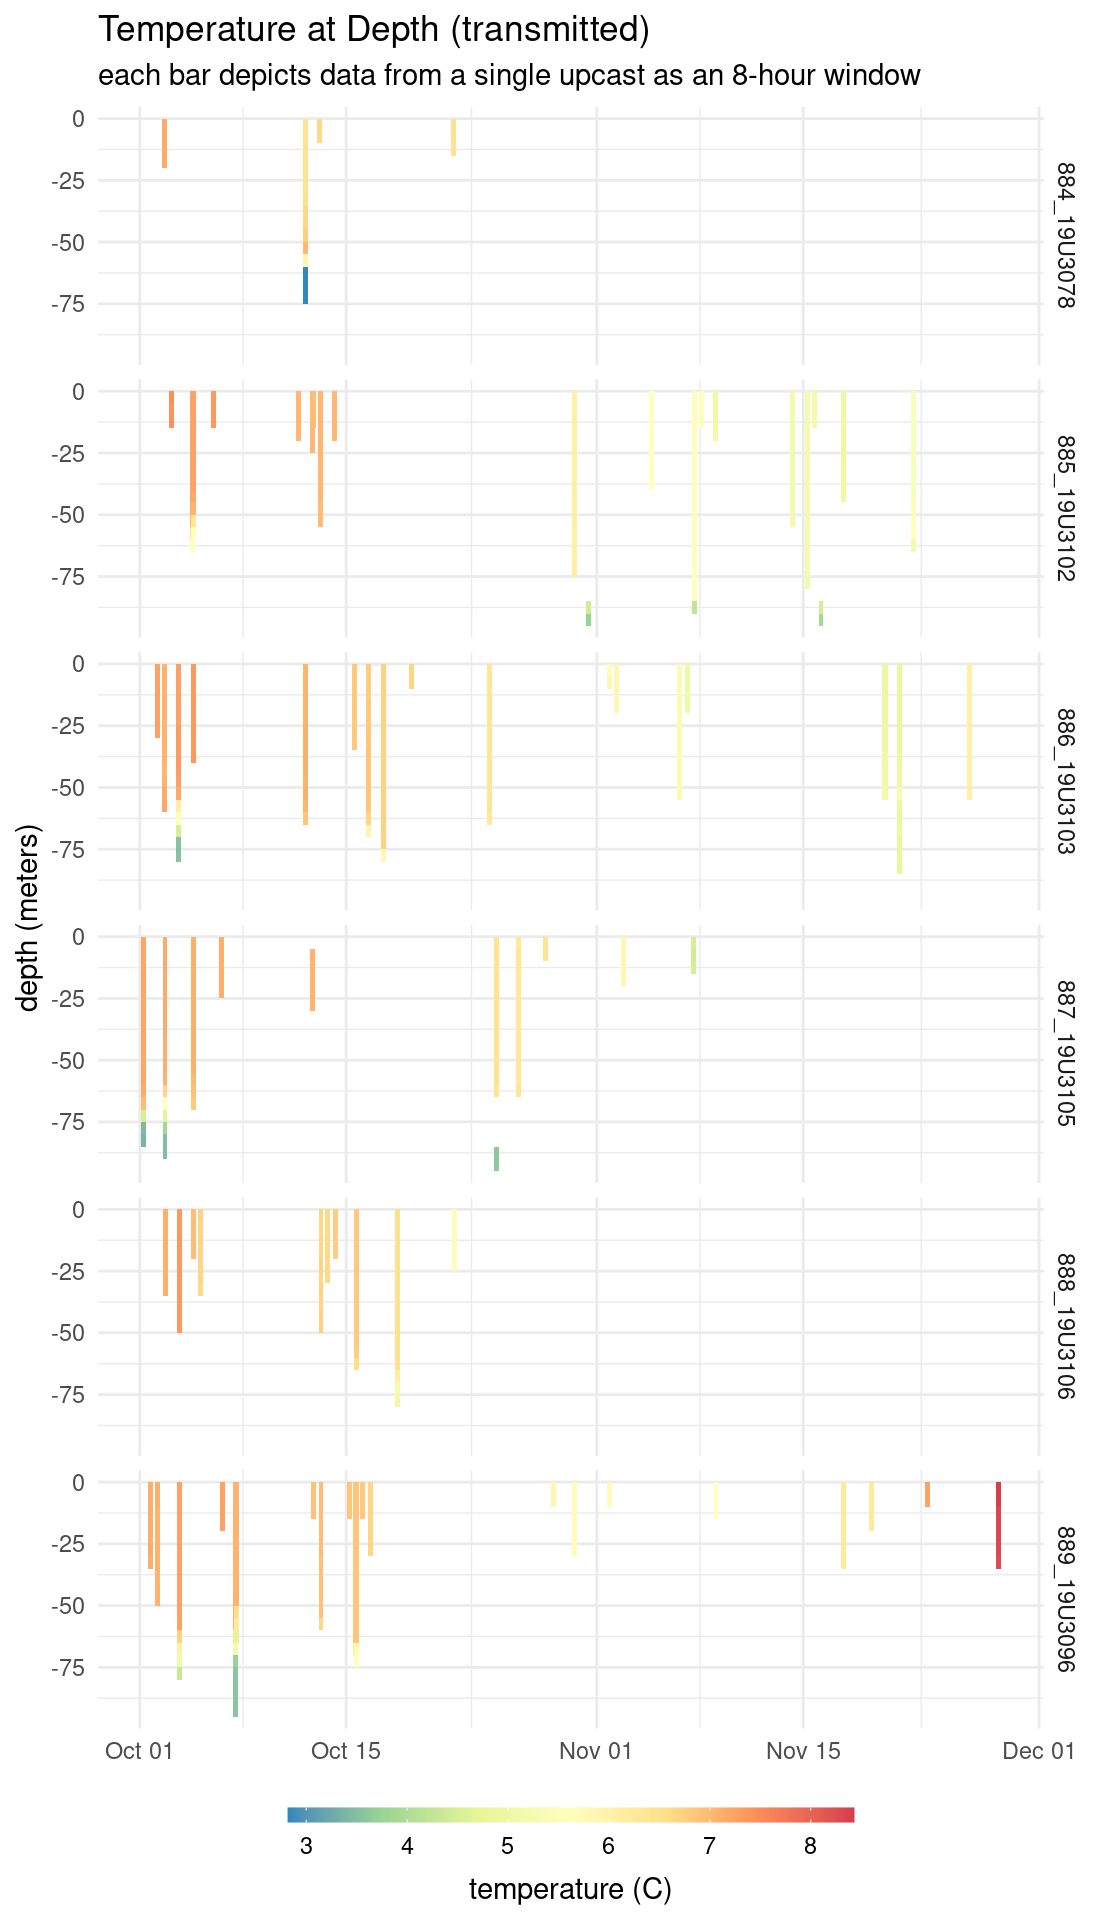 Temperature at Depth (transmitted)
each bar depicts data from a single upcast as an 8-hour window
depth (meters)
0
-25
-50
-75
884_19U3078
0
-25
-50
-75
885_19U3102
0
-25
-50
-75
886_19U3103
0
-25
-50
-75
887_19U3105
0
-25
-50
-75
888_19U3106
0
-25
-50
-75
889_19U3096
Oct 01 Oct 15 Nov 01 Nov 15 Dec 01
3 4 5 6 7 8
temperature (C)